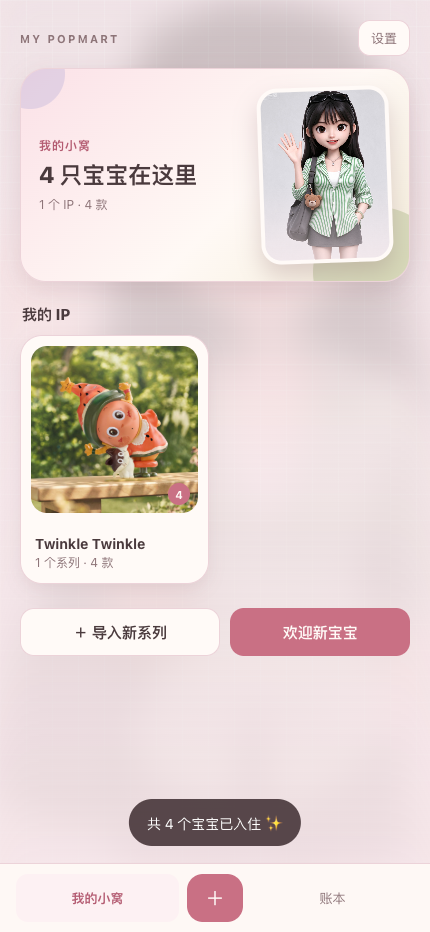 MY POPMART
设置
我的小窝
4 只宝宝在这里
1 个 IP · 4 款
我的 IP
4
Twinkle Twinkle
1 个系列 · 4 款
＋ 导入新系列
欢迎新宝宝
共 4 个宝宝已入住 ✨
我的小窝
＋
账本